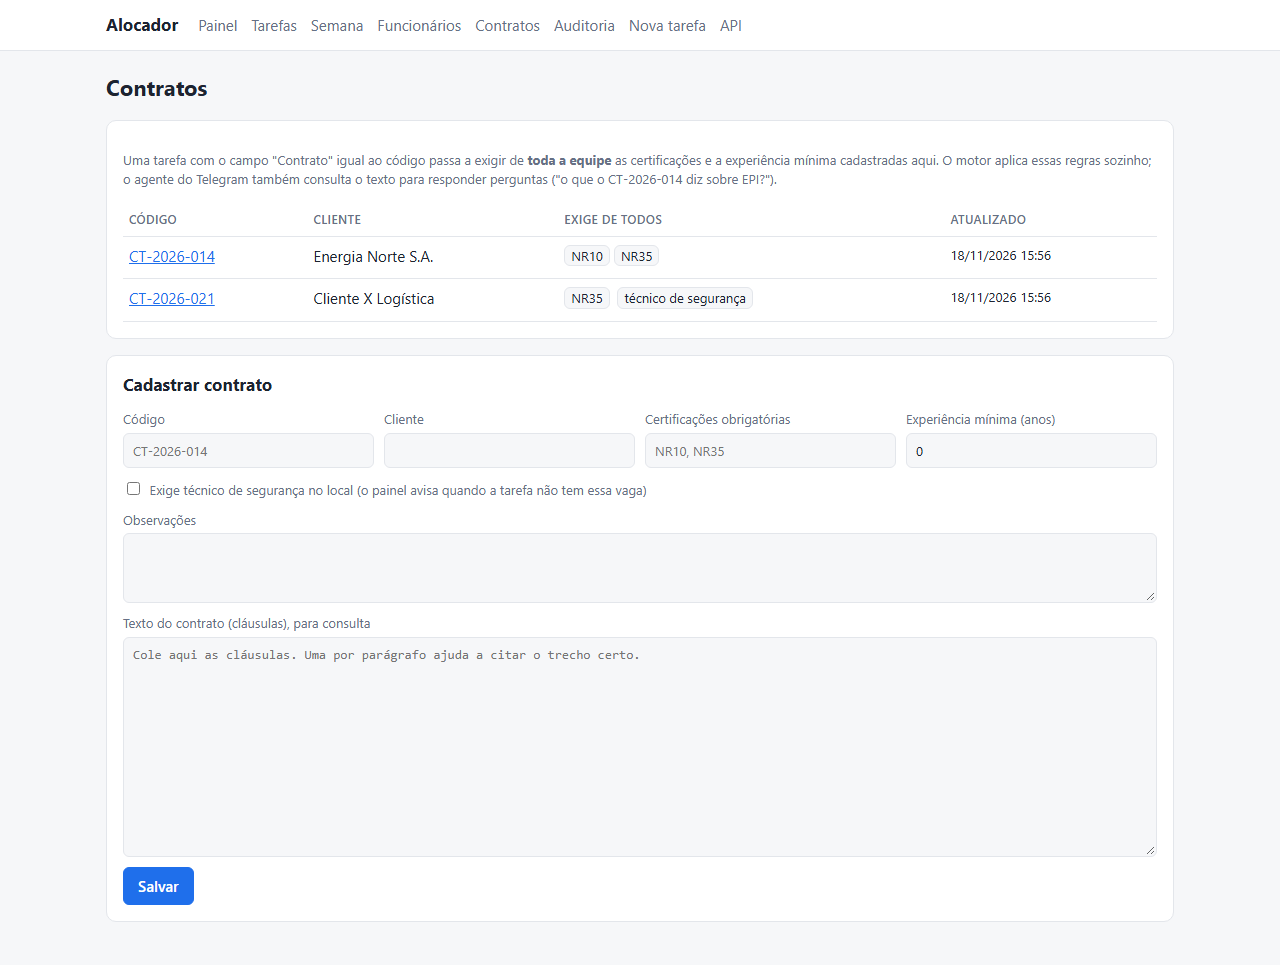 Alocador Painel Tarefas Semana Funcionários Contratos Auditoria Nova tarefa API
Contratos
Uma tarefa com o campo "Contrato" igual ao código passa a exigir de toda a equipe as certificações e a experiência mínima cadastradas aqui. O motor aplica essas regras sozinho;
o agente do Telegram também consulta o texto para responder perguntas ("o que o CT-2026-014 diz sobre EPI?").
CÓDIGO CLIENTE EXIGE DE TODOS ATUALIZADO
CT-2026-014 Energia Norte S.A. NR10 NR35 18/11/2026 15:56
CT-2026-021 Cliente X Logística NR35 técnico de segurança 18/11/2026 15:56
Cadastrar contrato
Código Cliente Certificações obrigatórias Experiência mínima (anos)
CT-2026-014 NR10, NR35 0
Exige técnico de segurança no local (o painel avisa quando a tarefa não tem essa vaga)
Observações
Texto do contrato (cláusulas), para consulta
Cole aqui as cláusulas. Uma por parágrafo ajuda a citar o trecho certo.
Salvar